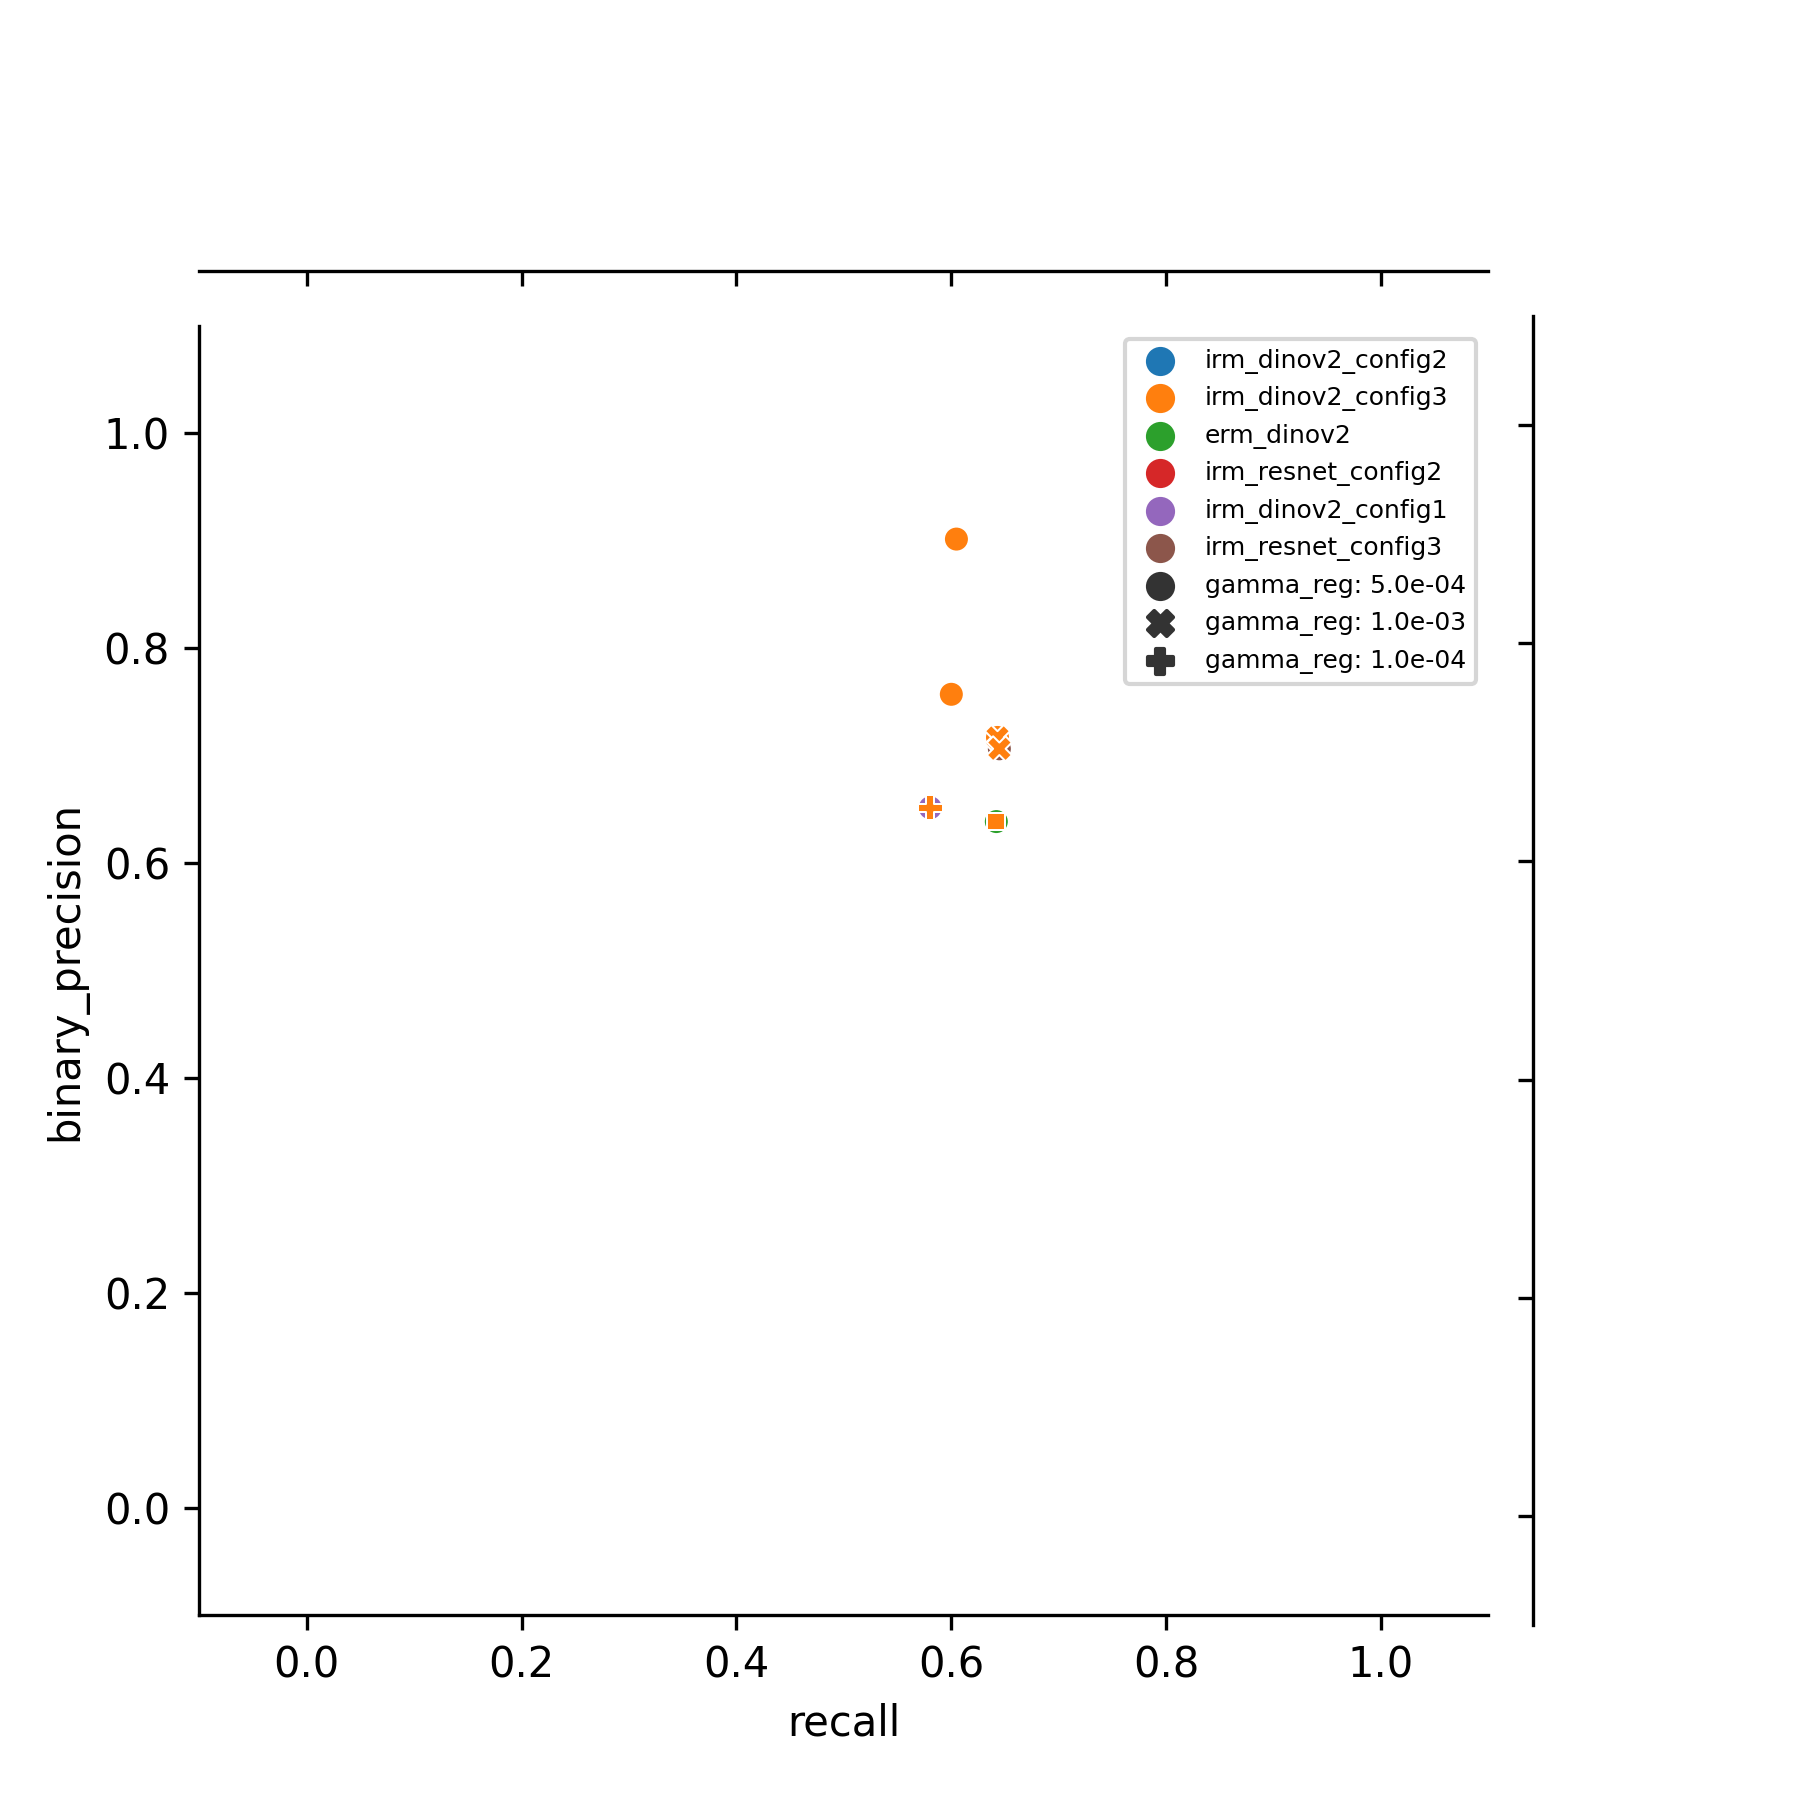 irm_dinov2_config2
irm_dinov2_config3
erm_dinov2
irm_resnet_config2
irm_dinov2_config1
irm_resnet_config3
gamma_reg: 5.0e-04
gamma_reg: 1.0e-03
gamma_reg: 1.0e-04
1.0
0.8
0.6
0.4
0.2
0.0
binary_precision
0.0 0.2 0.4 0.6 0.8 1.0
recall